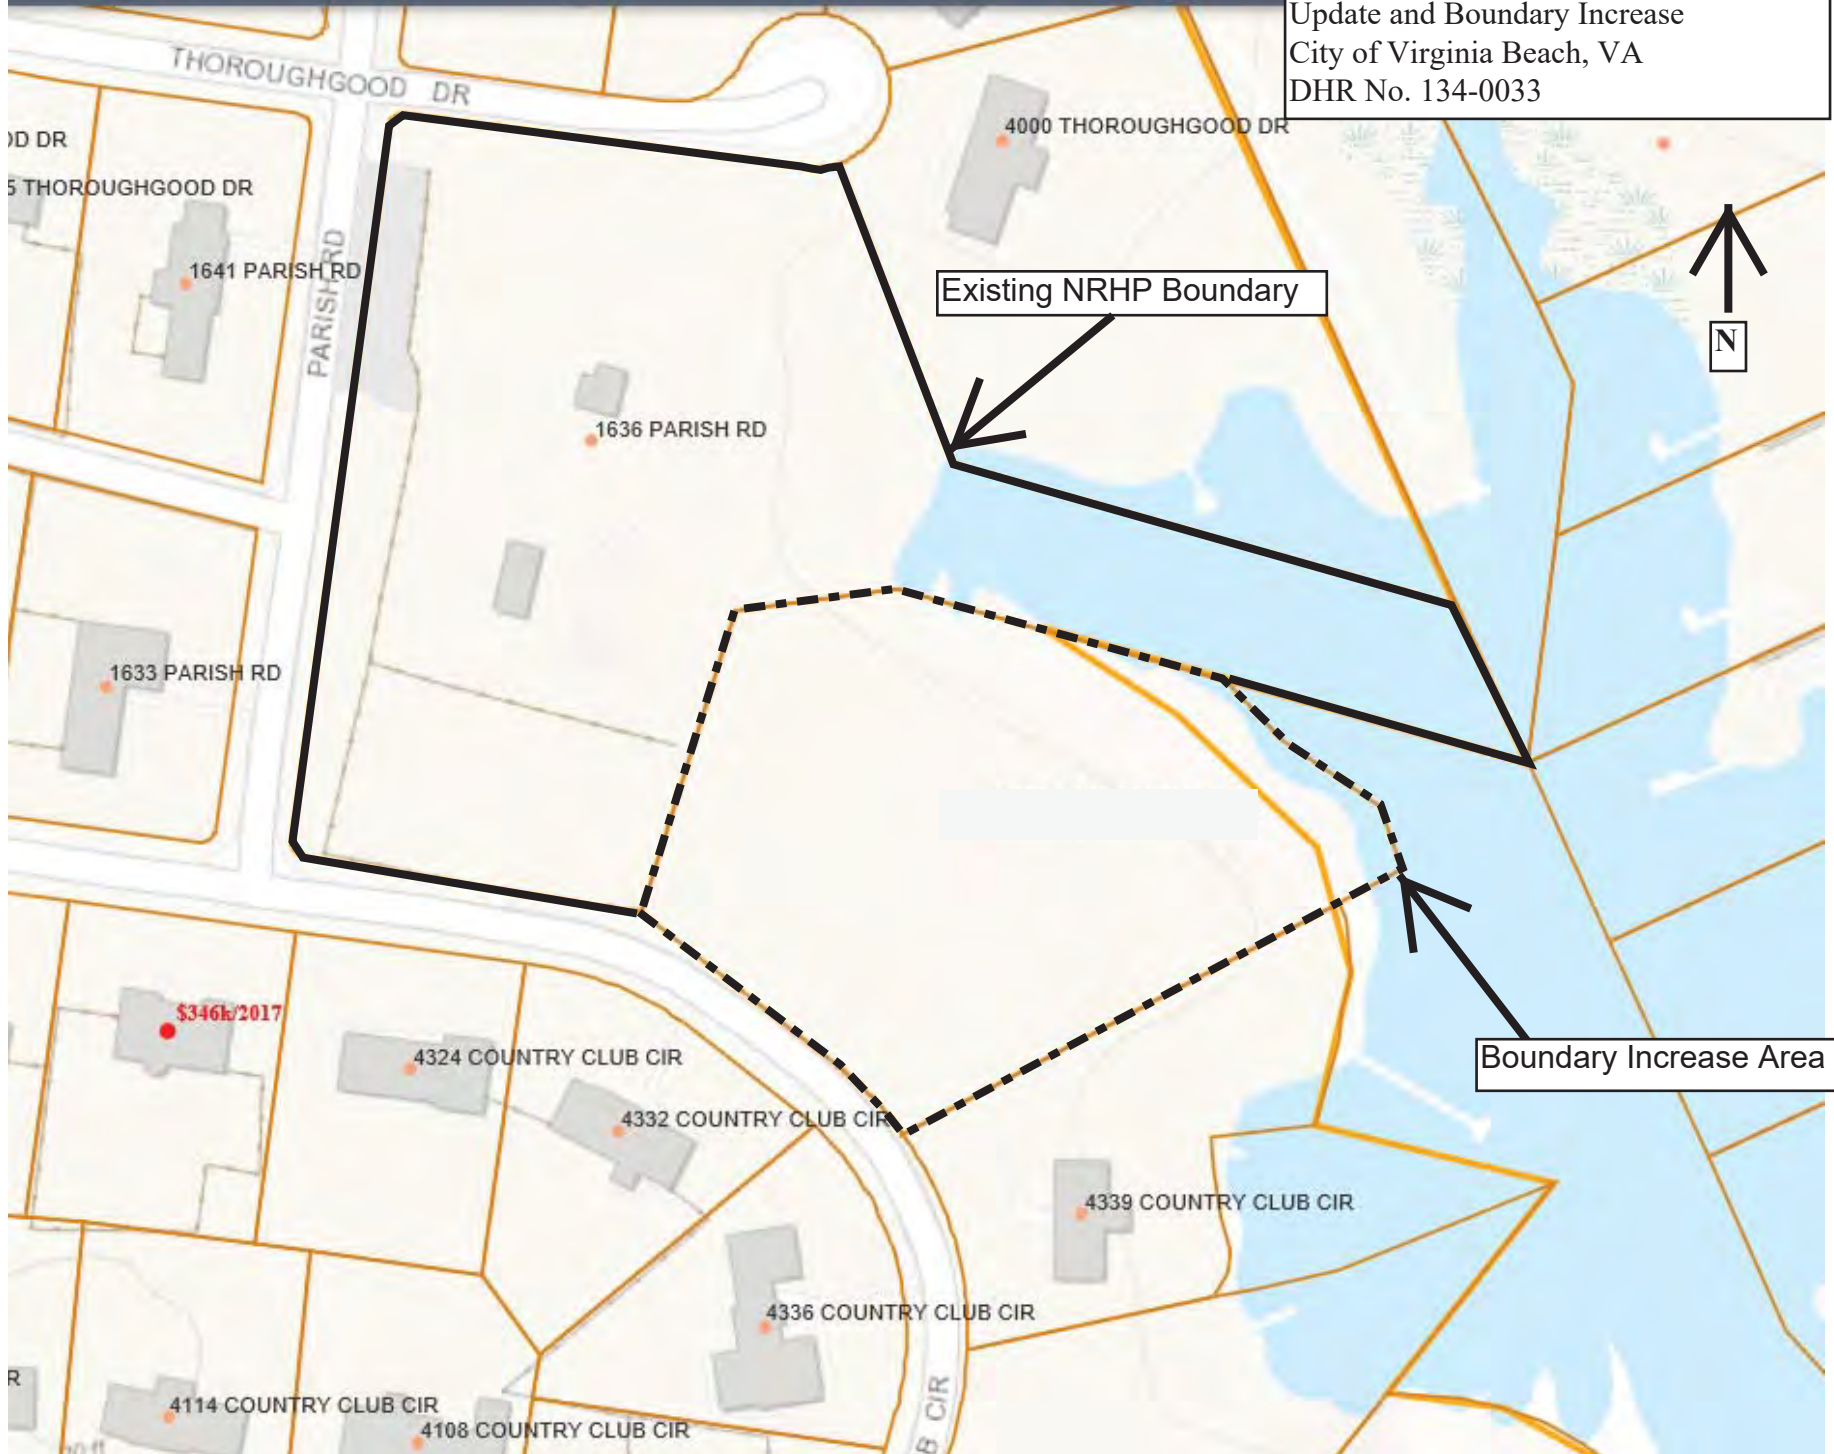 Update and Boundary Increase
City of Virginia Beach, VA
DHR No. 134-0033
THOROUGHGOOD DR
4000 THOROUGHGOOD DR
OD DR
5 THOROUGHGOOD DR
1641 PARISH RD
PARISH RD
Existing NRHP Boundary
N
1636 PARISH RD
1633 PARISH RD
$346k/2017
4324 COUNTRY CLUB CIR
Boundary Increase Area
4332 COUNTRY CLUB CIR
4339 COUNTRY CLUB CIR
4336 COUNTRY CLUB CIR
R
4114 COUNTRY CLUB CIR
4108 COUNTRY CLUB CIR
B CIR